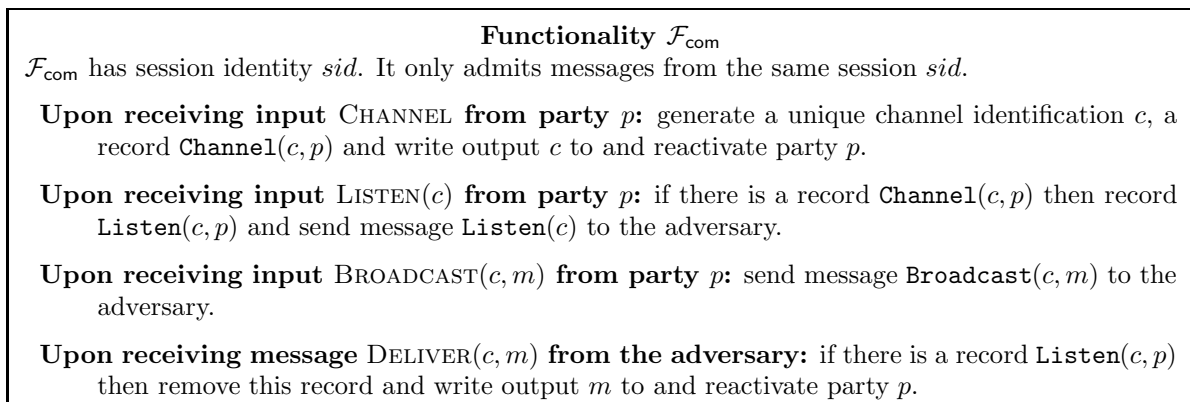 Functionality 𝓕com
𝓕com has session identity sid. It only admits messages from the same session sid.
Upon receiving input CHANNEL from party p: generate a unique channel identification c, a
record Channel(c, p) and write output c to and reactivate party p.
Upon receiving input LISTEN(c) from party p: if there is a record Channel(c, p) then record
Listen(c, p) and send message Listen(c) to the adversary.
Upon receiving input BROADCAST(c, m) from party p: send message Broadcast(c, m) to the
adversary.
Upon receiving message DELIVER(c, m) from the adversary: if there is a record Listen(c, p)
then remove this record and write output m to and reactivate party p.